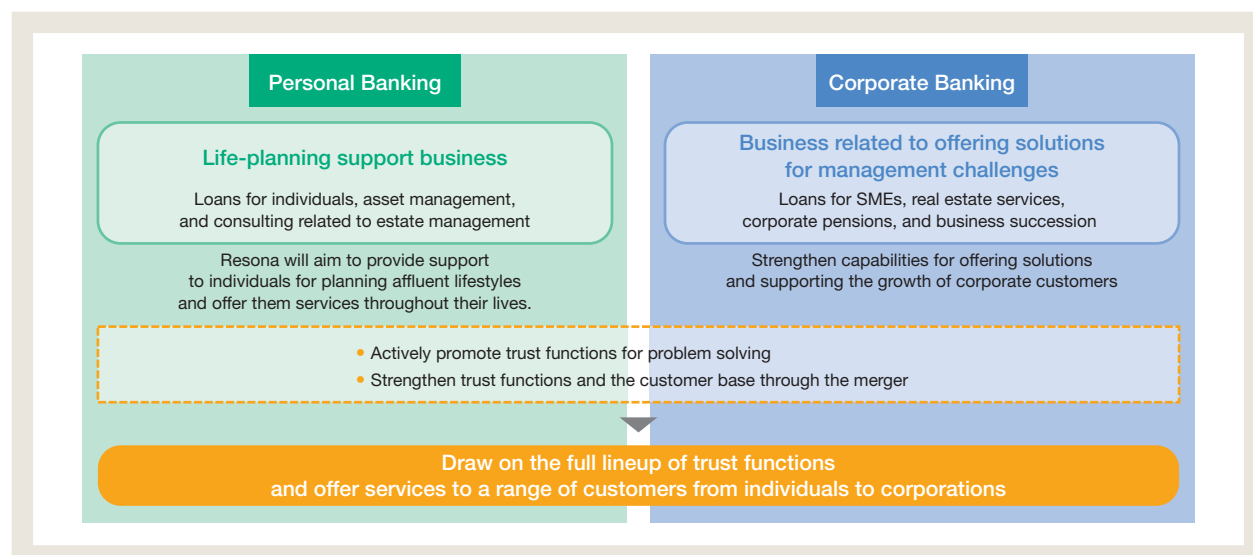 Personal Banking
Life-planning support business
Loans for individuals, asset management,
and consulting related to estate management
Resona will aim to provide support
to individuals for planning affluent lifestyles
and offer them services throughout their lives.
Corporate Banking
Business related to offering solutions
for management challenges
Loans for SMEs, real estate services,
corporate pensions, and business succession
Strengthen capabilities for offering solutions
and supporting the growth of corporate customers
• Actively promote trust functions for problem solving
• Strengthen trust functions and the customer base through the merger
Draw on the full lineup of trust functions
and offer services to a range of customers from individuals to corporations